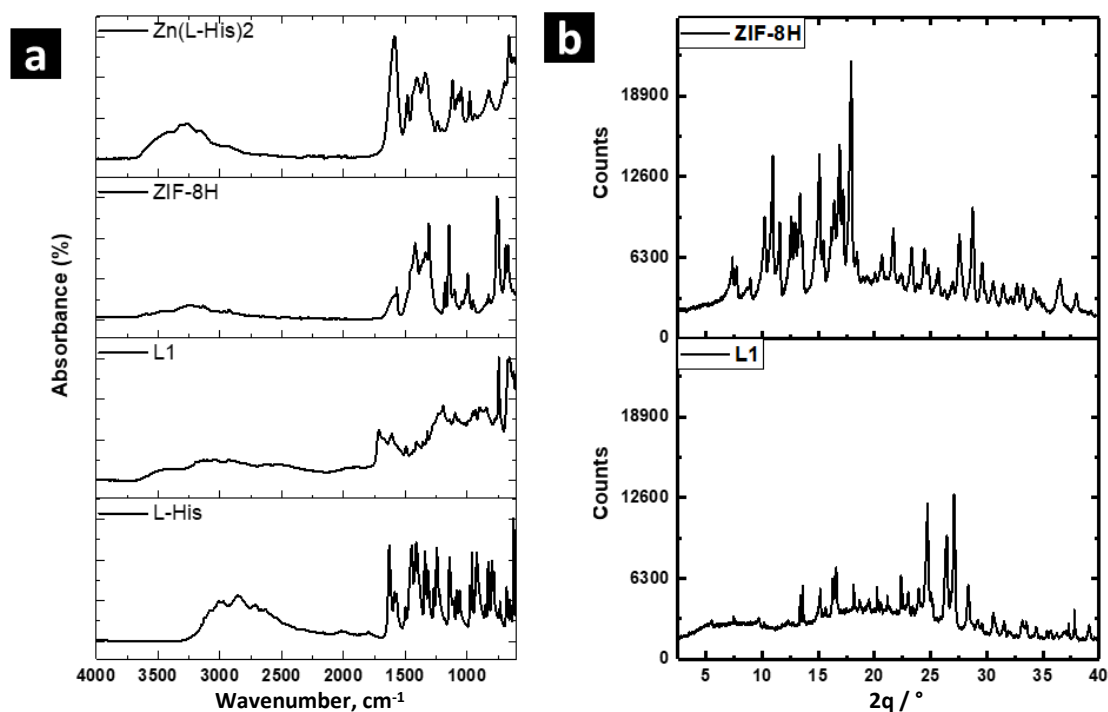 a
Zn(L-His)2
ZIF-8H
L1
L-His
Absorbance (%)
4000 3500 3000 2500 2000 1500 1000
Wavenumber, cm-1
b
ZIF-8H
18900
12600
6300
0
Counts
L1
18900
12600
6300
0
Counts
5 10 15 20 25 30 35 40
2q / °